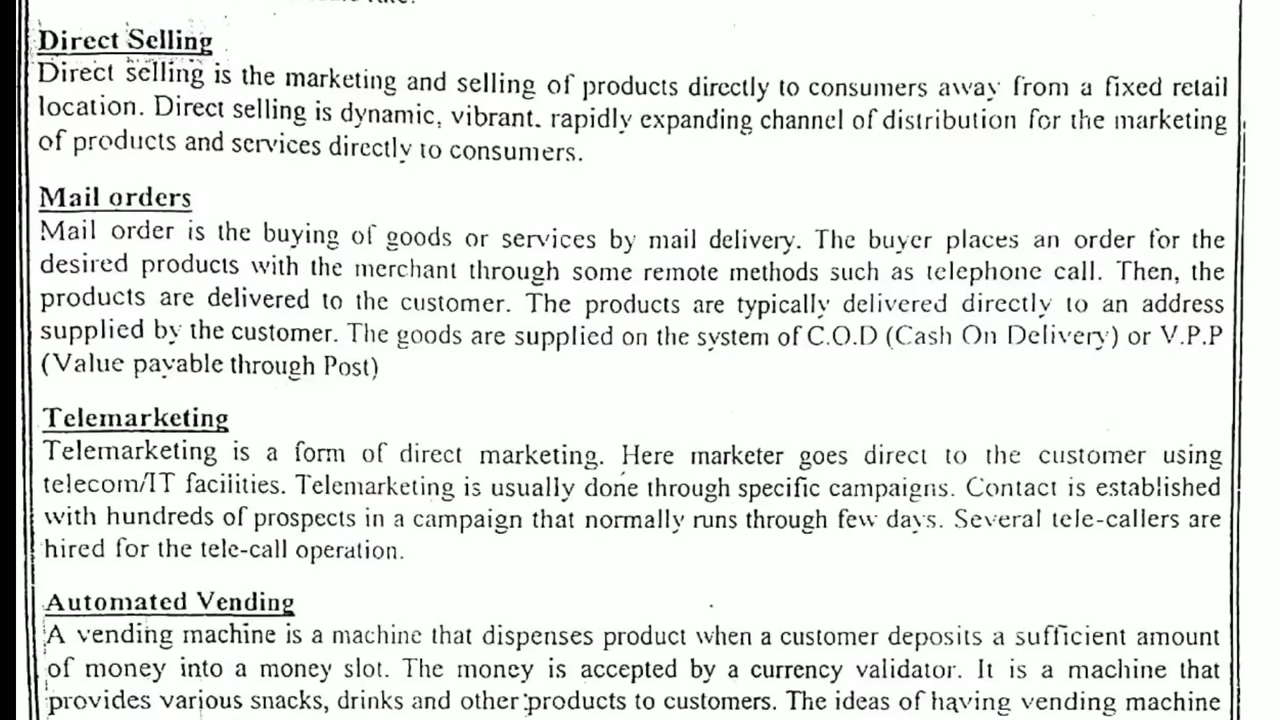 Direct Selling
Direct selling is the marketing and selling of products directly to consumers away from a fixed retail
location. Direct selling is dynamic, vibrant. rapidly expanding channel of distribution for the marketing
of products and services directly to consumers.
Mail orders
Mail order is the buying of goods or services by mail delivery. The buyer places an order for the
desired products with the merchant through some remote methods such as telephone call. Then, the
products are delivered to the customer. The products are typically delivered directly to an address
supplied by the customer. The goods are supplied on the system of C.O.D (Cash On Delivery) or V.P.P
(Value payable through Post)
Telemarketing
Telemarketing is a form of direct marketing. Here marketer goes direct to the customer using
telecom/IT facilities. Telemarketing is usually done through specific campaigns. Contact is established
with hundreds of prospects in a campaign that normally runs through few days. Several tele-callers are
hired for the tele-call operation.
Automated Vending
A vending machine is a machine that dispenses product when a customer deposits a sufficient amount
of money into a money slot. The money is accepted by a currency validator. It is a machine that
provides various snacks, drinks and other products to customers. The ideas of having vending machine